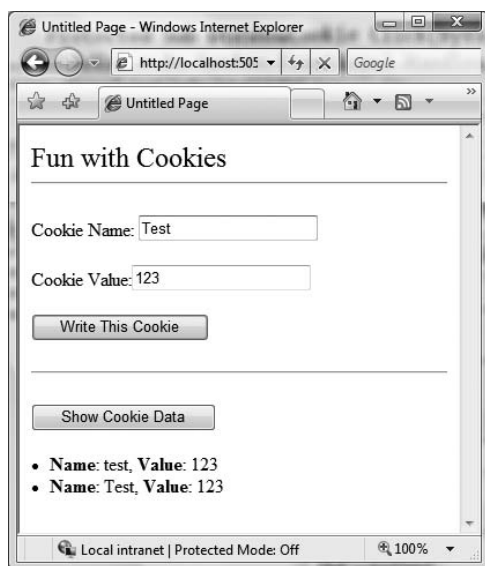 Untitled Page - Windows Internet Explorer
http://localhost:505
Google
Untitled Page
Fun with Cookies
Cookie Name: Test
Cookie Value: 123
Write This Cookie
Show Cookie Data
• Name: test, Value: 123
• Name: Test, Value: 123
Local intranet | Protected Mode: Off
100%